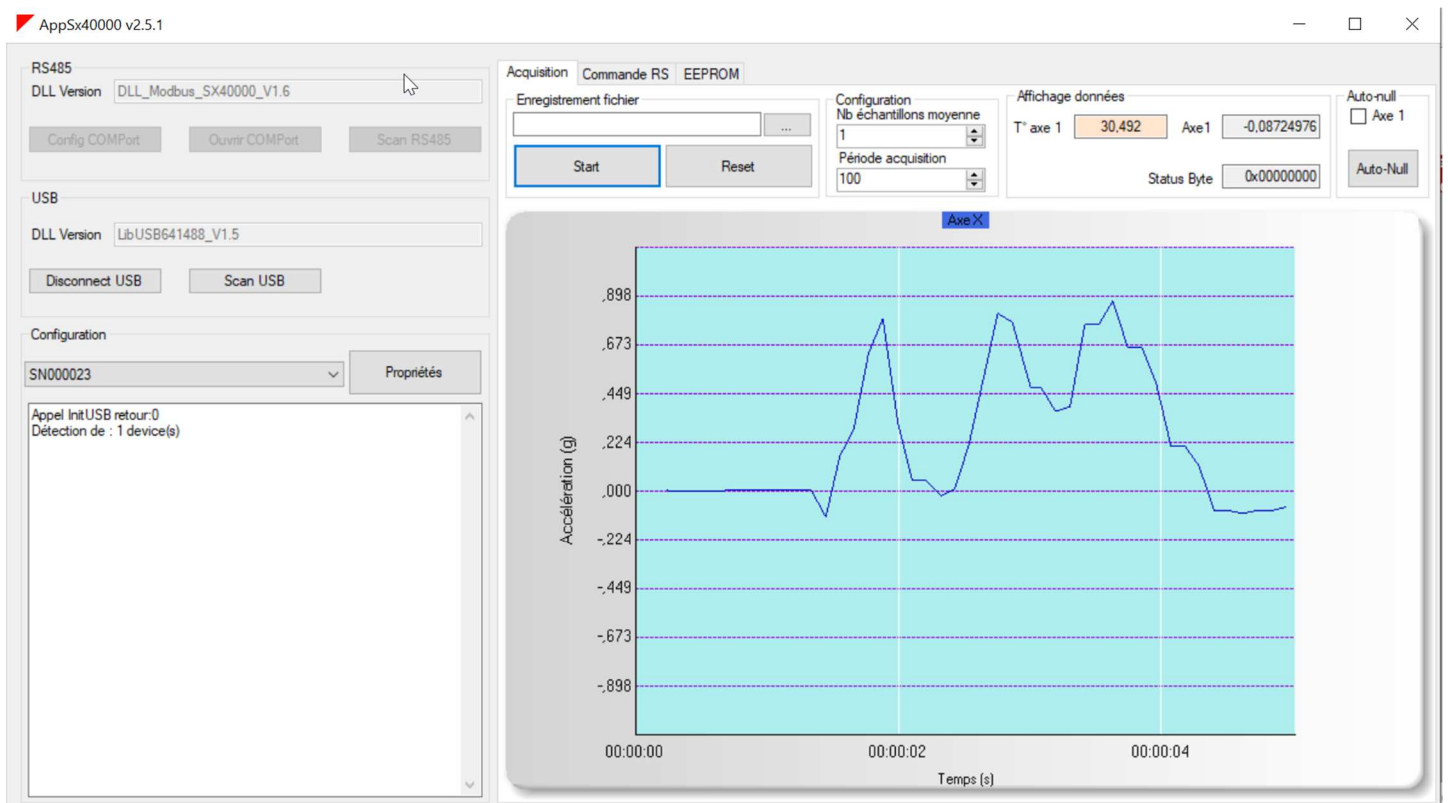 AppSx40000 v2.5.1
RS485
DLL Version DLL_Modbus_SX40000_V1.6
Config COMPort Ouvrir COMPort Scan RS485
USB
DLL Version LibUSB641488_V1.5
Disconnect USB Scan USB
Configuration
SN000023 Propriétés
Appel InitUSB retour:0
Détection de : 1 device(s)
Acquisition Commande RS EEPROM
Enregistrement fichier
...
Start Reset
Configuration
Nb échantillons moyenne
1
Période acquisition
100
Affichage données
T° axe 1 30,492 Axe1 -0,08724976
Status Byte 0x00000000
Auto-null
Axe 1
Auto-Null
Axe X
,898
,673
,449
,224
,000
-,224
-,449
-,673
-,898
Accélération (g)
00:00:00 00:00:02 00:00:04
Temps (s)